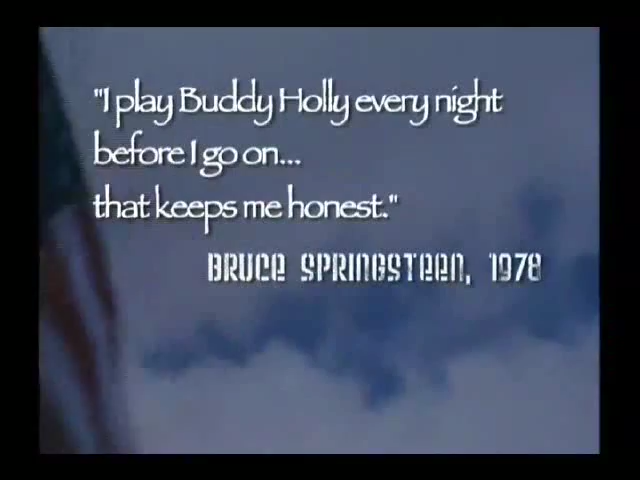 "I play Buddy Holly every night
before I go on...
that keeps me honest."
BRUCE SPRINGSTEEN, 1978